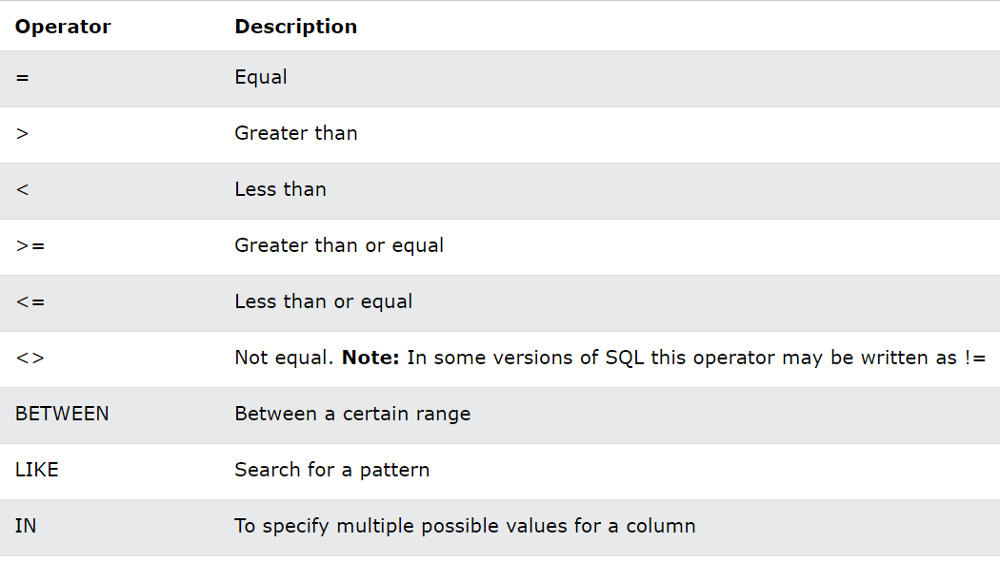 Operator Description
= Equal
> Greater than
< Less than
>= Greater than or equal
<= Less than or equal
<> Not equal. Note: In some versions of SQL this operator may be written as !=
BETWEEN Between a certain range
LIKE Search for a pattern
IN To specify multiple possible values for a column